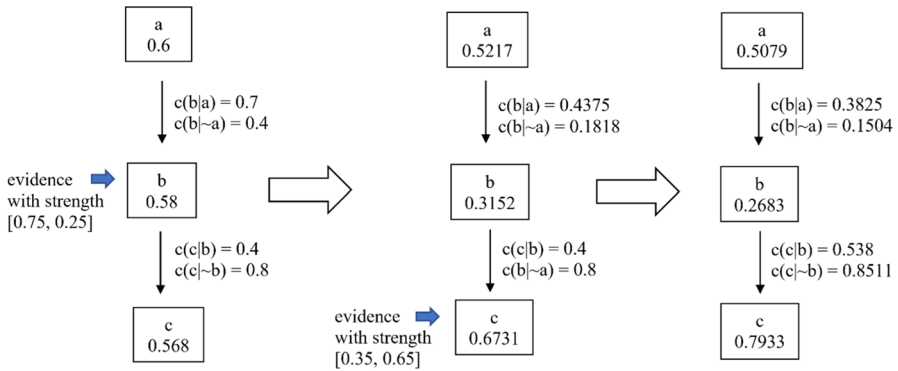 a
0.6
c(b|a) = 0.7
c(b|~a) = 0.4
evidence
with strength
[0.75, 0.25]
b
0.58
c(c|b) = 0.4
c(c|~b) = 0.8
c
0.568
a
0.5217
c(b|a) = 0.4375
c(b|~a) = 0.1818
b
0.3152
c(c|b) = 0.4
c(b|~a) = 0.8
evidence
with strength
[0.35, 0.65]
c
0.6731
a
0.5079
c(b|a) = 0.3825
c(b|~a) = 0.1504
b
0.2683
c(c|b) = 0.538
c(c|~b) = 0.8511
c
0.7933